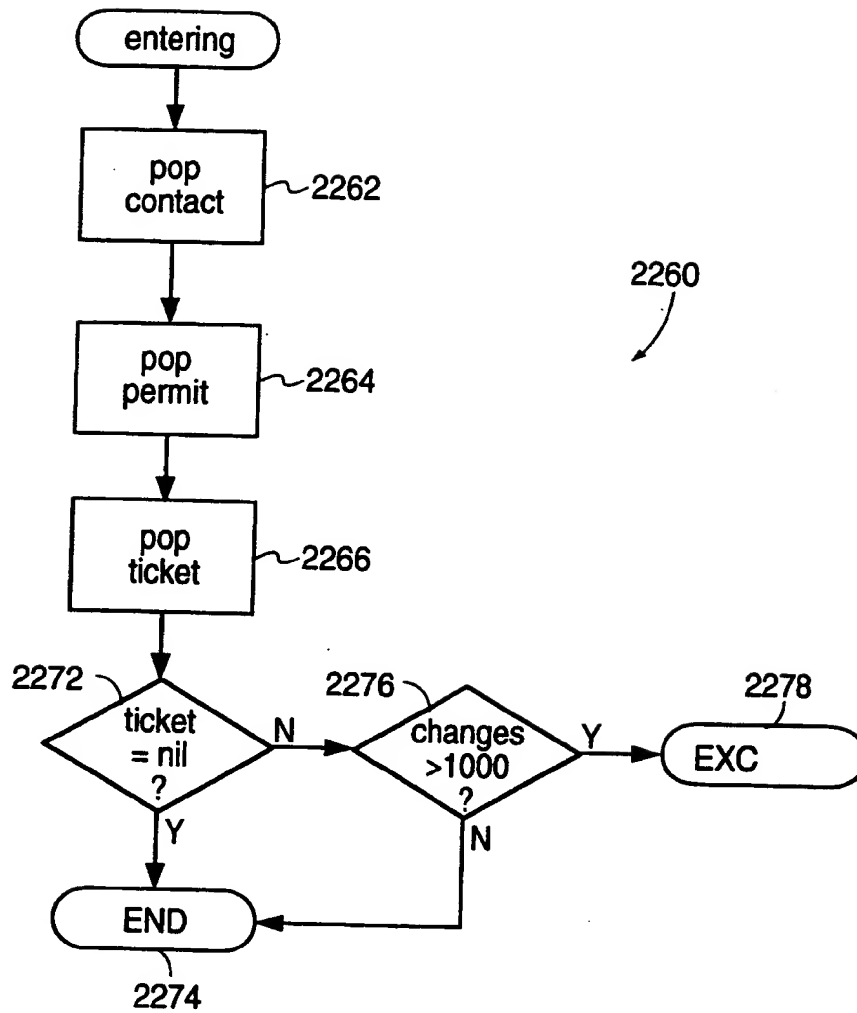 entering
pop
contact
2262
2260
pop
permit
2264
pop
ticket
2266
2272
ticket
= nil
?
N
Y
2276
changes
>1000
?
Y
N
2278
EXC
END
2274